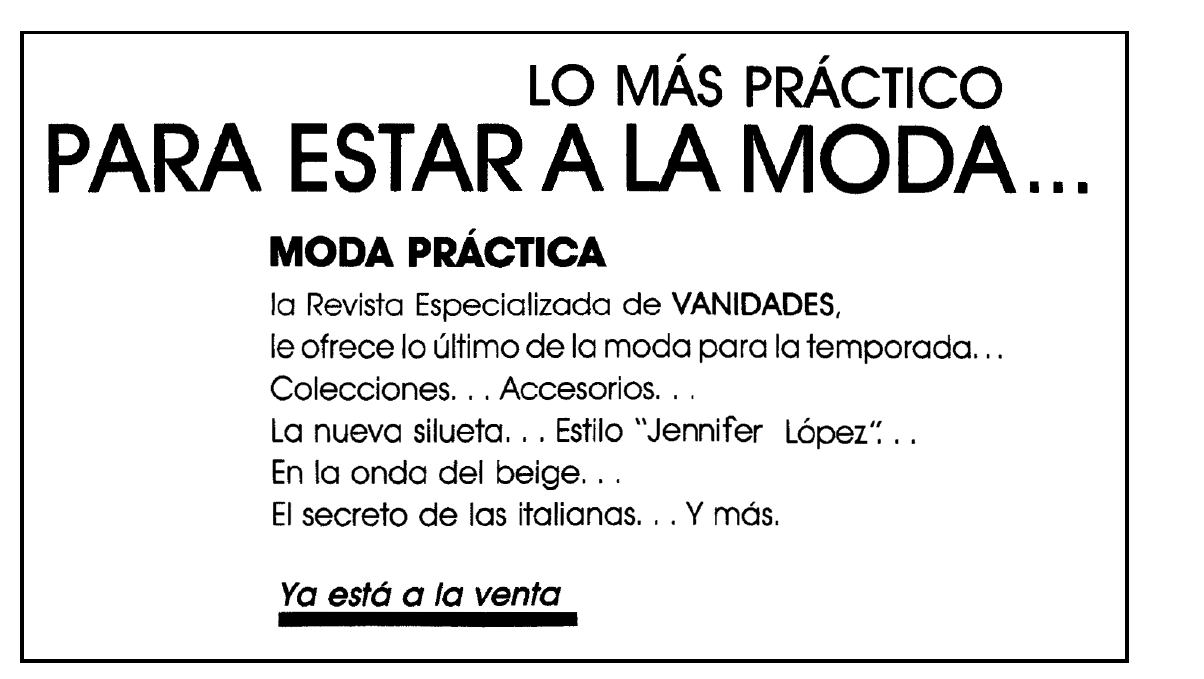 LO MÁS PRÁCTICO
PARA ESTAR A LA MODA...
MODA PRÁCTICA
la Revista Especializada de VANIDADES,
le ofrece lo último de la moda para la temporada...
Colecciones. . . Accesorios. . .
La nueva silueta. . . Estilo "Jennifer López". . .
En la onda del beige. . .
El secreto de las italianas. . . Y más.
Ya está a la venta